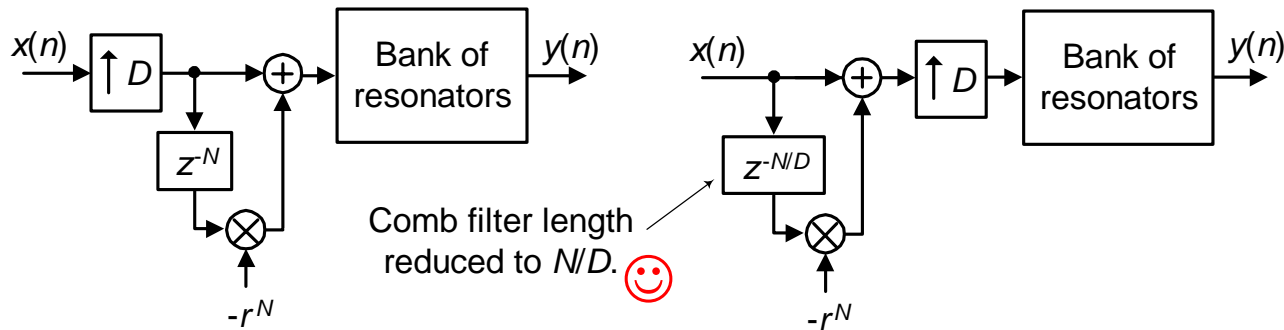 x(n)
↑ D
z-N
-rN
Bank of
resonators
y(n)
x(n)
z-N/D
-rN
↑ D
Bank of
resonators
y(n)
Comb filter length
reduced to N/D.